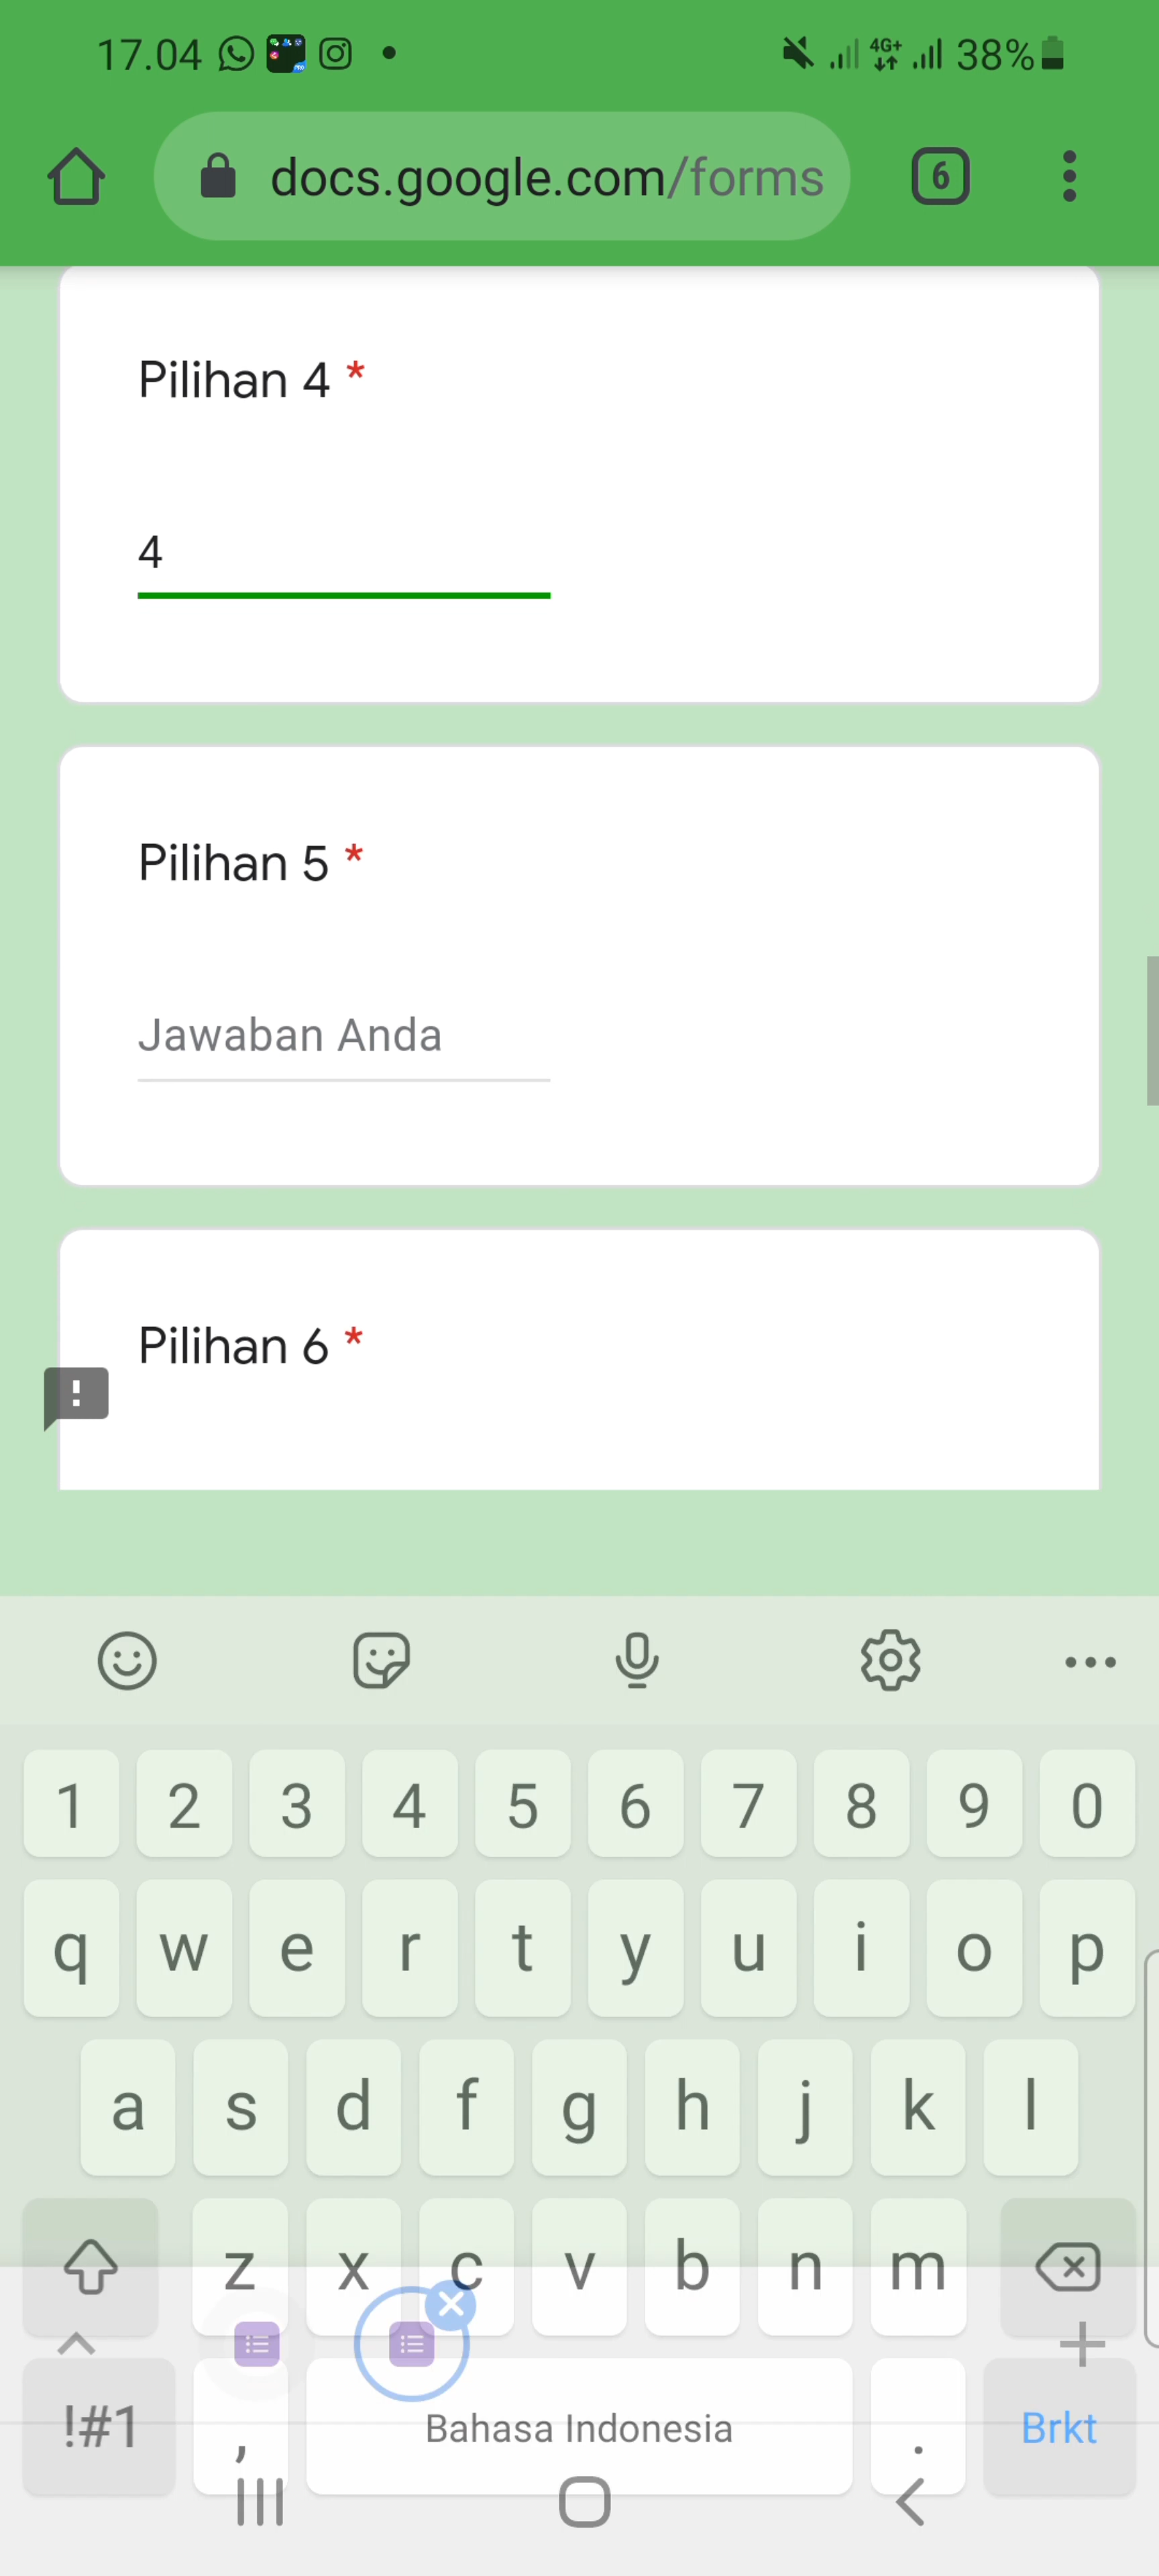 17.04
4G+
38%
docs.google.com/forms
6
Pilihan 4 *
4
Pilihan 5 *
Jawaban Anda
Pilihan 6 *
1 2 3 4 5 6 7 8 9 0
q w e r t y u i o p
a s d f g h j k l
z x c v b n m
!#1 , Bahasa Indonesia . Brkt